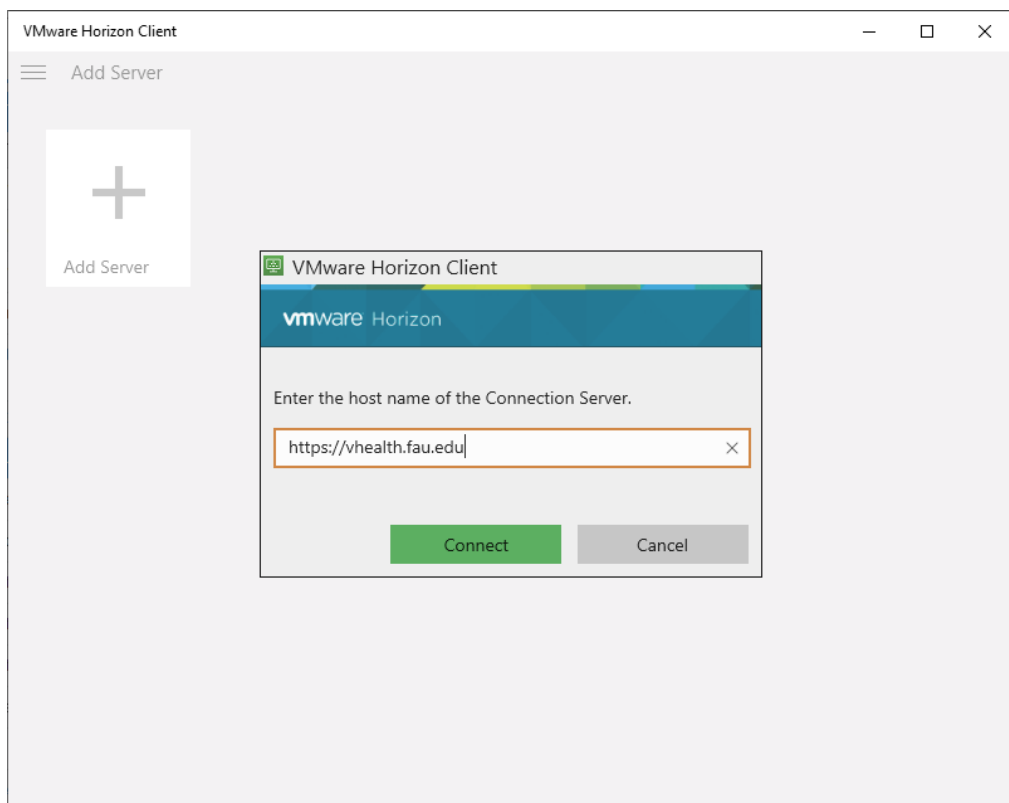 VMware Horizon Client
Add Server
Add Server
VMware Horizon Client
vmware Horizon
Enter the host name of the Connection Server.
https://vhealth.fau.edu
Connect Cancel